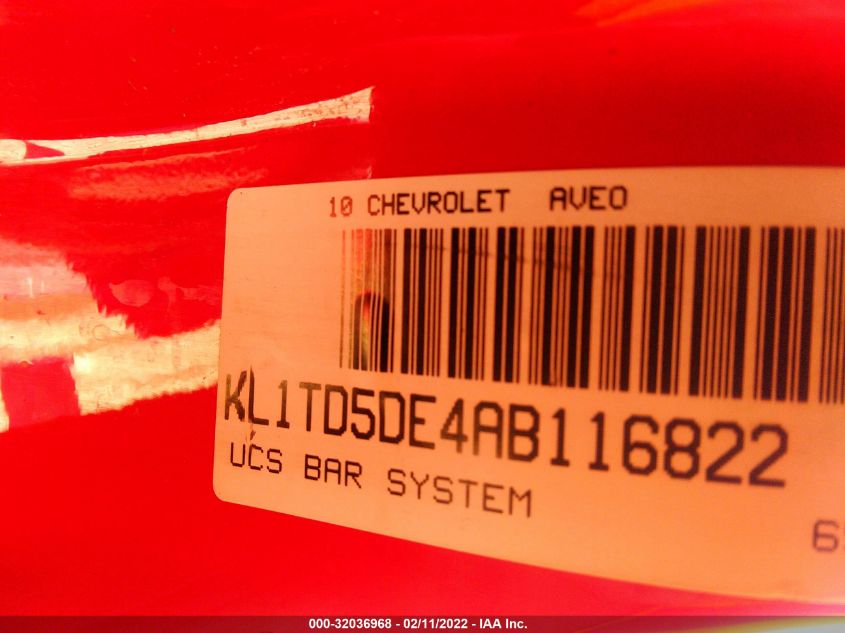 10 CHEVROLET AVEO
KL1TD5DE4AB116822
UCS BAR SYSTEM
000-32036968 - 02/11/2022 - IAA Inc.